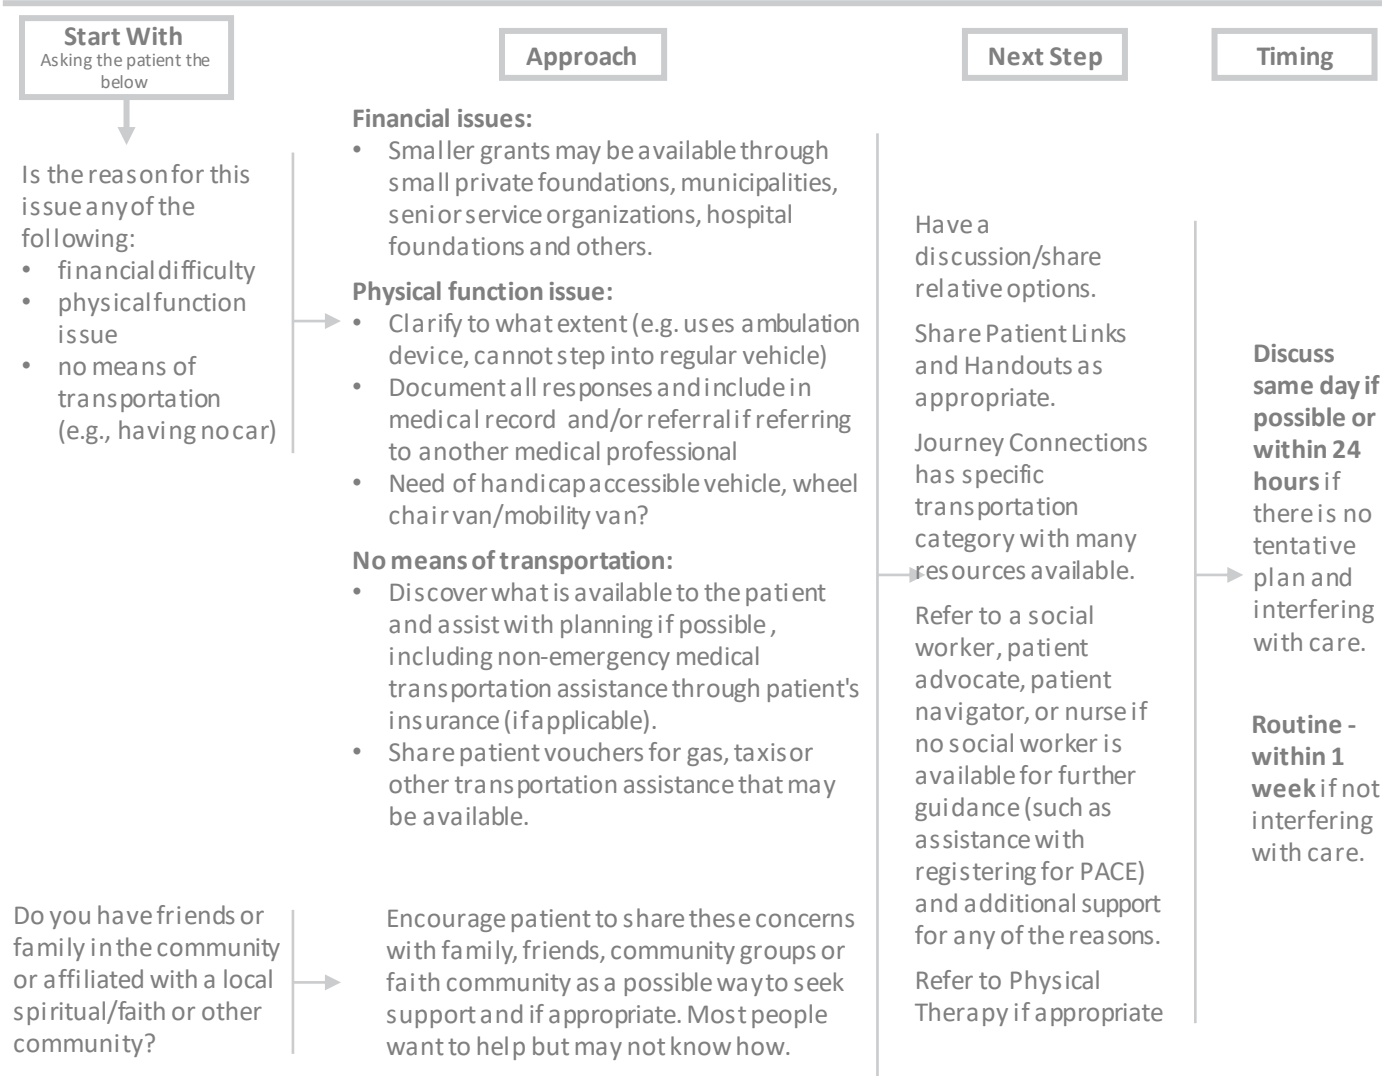 Start With
Asking the patient the
below
Approach
Next Step
Timing
Is the reason for this
issue any of the
following:
• financial difficulty
• physical function
issue
• no means of
transportation
(e.g., having no car)
Financial issues:
• Smaller grants may be available through
small private foundations, municipalities,
senior service organizations, hospital
foundations and others.
Physical function issue:
• Clarify to what extent (e.g. uses ambulation
device, cannot step into regular vehicle)
• Document all responses and include in
medical record and/or referral if referring
to another medical professional
• Need of handicap accessible vehicle, wheel
chair van/mobility van?
No means of transportation:
• Discover what is available to the patient
and assist with planning if possible,
including non-emergency medical
transportation assistance through patient's
insurance (if applicable).
• Share patient vouchers for gas, taxis or
other transportation assistance that may
be available.
Have a
discussion/share
relative options.
Share Patient Links
and Handouts as
appropriate.
Journey Connections
has specific
transportation
category with many
resources available.
Refer to a social
worker, patient
advocate, patient
navigator, or nurse if
no social worker is
available for further
guidance (such as
assistance with
registering for PACE)
and additional support
for any of the reasons.
Refer to Physical
Therapy if appropriate
Discuss
same day if
possible or
within 24
hours if
there is no
tentative
plan and
interfering
with care.
Routine -
within 1
week if not
interfering
with care.
Do you have friends or
family in the community
or affiliated with a local
spiritual/faith or other
community?
Encourage patient to share these concerns
with family, friends, community groups or
faith community as a possible way to seek
support and if appropriate. Most people
want to help but may not know how.